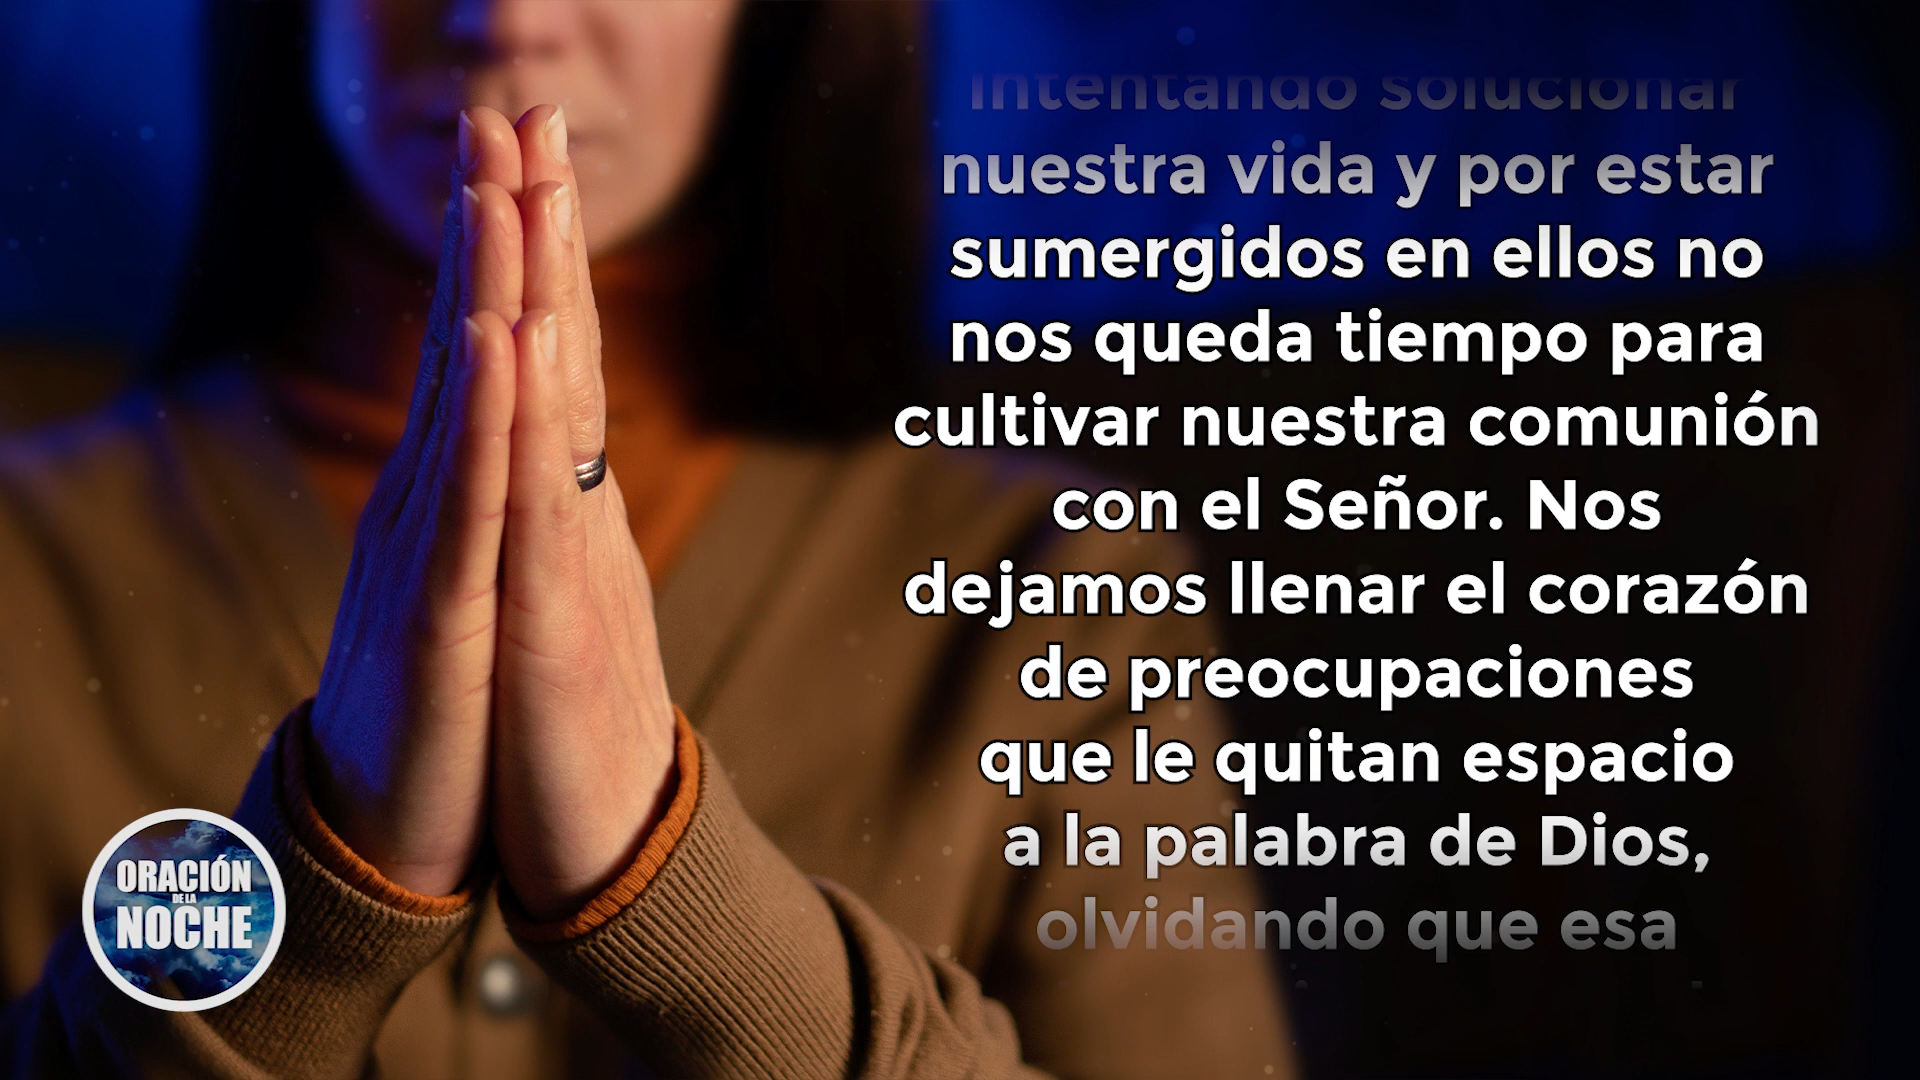 intentando solucionar
nuestra vida y por estar
sumergidos en ellos no
nos queda tiempo para
cultivar nuestra comunión
con el Señor. Nos
dejamos llenar el corazón
de preocupaciones
que le quitan espacio
a la palabra de Dios,
olvidando que esa
ORACIÓN
DE LA
NOCHE